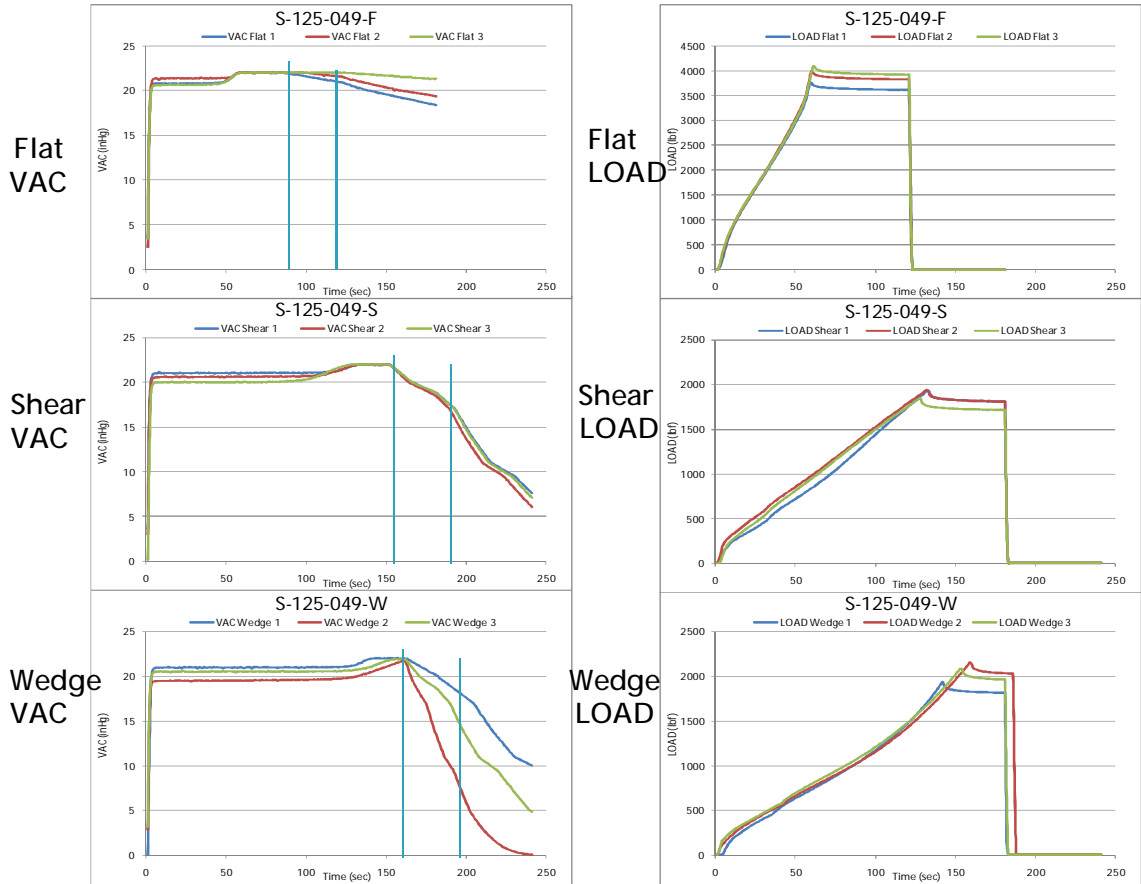 S-125-049-F
VAC Flat 1 VAC Flat 2 VAC Flat 3
25
20
15
10
5
0
VAC (inHg)
0 50 100 150 200 250
Time (sec)
Flat
VAC
S-125-049-F
LOAD Flat 1 LOAD Flat 2 LOAD Flat 3
4500
4000
3500
3000
2500
2000
1500
1000
500
0
LOAD (lbf)
0 50 100 150 200 250
Time (sec)
Flat
LOAD
S-125-049-S
VAC Shear 1 VAC Shear 2 VAC Shear 3
25
20
15
10
5
0
VAC (inHg)
0 50 100 150 200 250
Time (sec)
Shear
VAC
S-125-049-S
LOAD Shear 1 LOAD Shear 2 LOAD Shear 3
2500
2000
1500
1000
500
0
LOAD (lbf)
0 50 100 150 200 250
Time (sec)
Shear
LOAD
S-125-049-W
VAC Wedge 1 VAC Wedge 2 VAC Wedge 3
25
20
15
10
5
0
VAC (inHg)
0 50 100 150 200 250
Time (sec)
Wedge
VAC
S-125-049-W
LOAD Wedge 1 LOAD Wedge 2 LOAD Wedge 3
2500
2000
1500
1000
500
0
LOAD (lbf)
0 50 100 150 200 250
Time (sec)
Wedge
LOAD